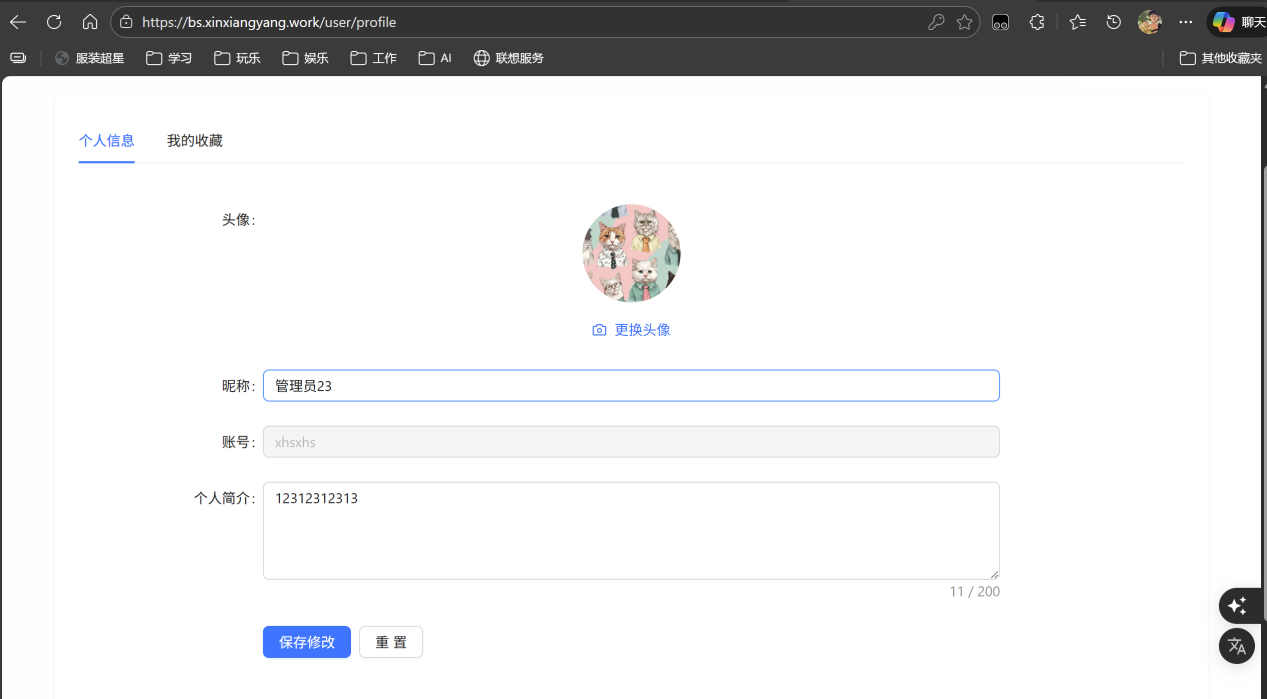 https://bs.xinxiangyang.work/user/profile
聊天
服装超星 学习 玩乐 娱乐 工作 AI 联想服务 其他收藏夹
个人信息 我的收藏
头像:
更换头像
昵称: 管理员23
账号: xhsxhs
个人简介: 12312312313
11 / 200
保存修改 重 置